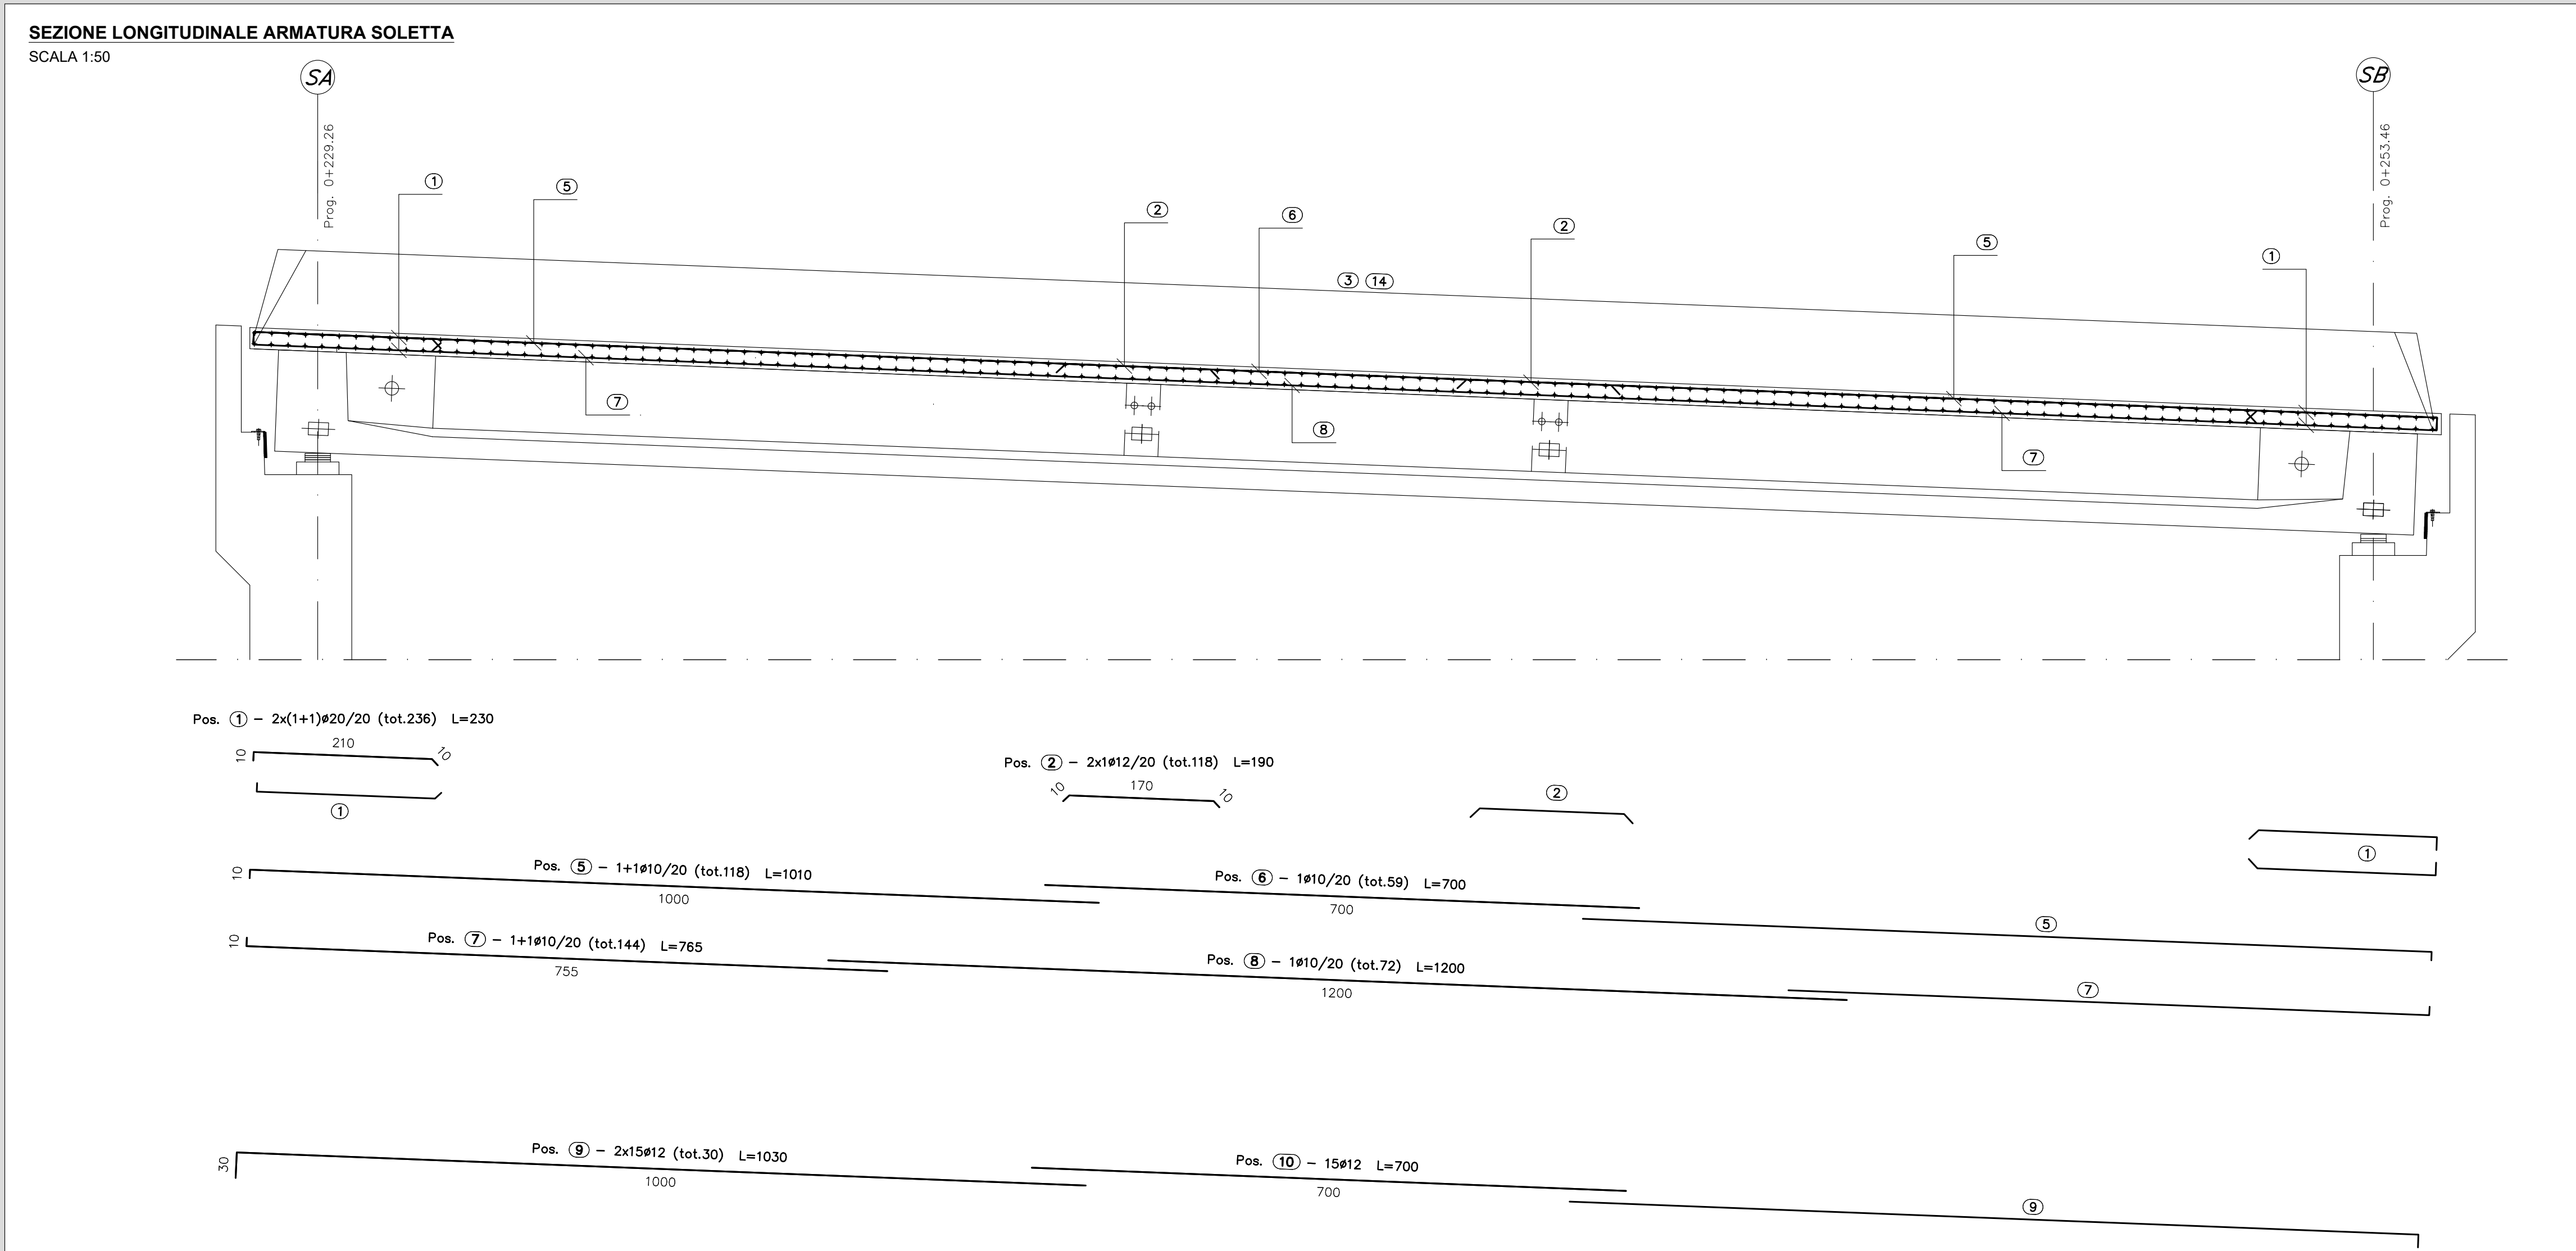 SEZIONE LONGITUDINALE ARMATURA SOLETTA
SCALA 1:50
SA
SB
Prog. 0+229.26
Prog. 0+253.46
1
5
2
6
2
5
1
3 14
7
8
7
Pos. 1 - 2x(1+1)ø20/20 (tot.236) L=230
10 210 10
1
Pos. 2 - 2x1ø12/20 (tot.118) L=190
10 170 10
2
1
Pos. 5 - 1+1ø10/20 (tot.118) L=1010
10
1000
Pos. 6 - 1ø10/20 (tot.59) L=700
700
5
Pos. 7 - 1+1ø10/20 (tot.144) L=765
10
755
Pos. 8 - 1ø10/20 (tot.72) L=1200
1200
7
Pos. 9 - 2x15ø12 (tot.30) L=1030
30
1000
Pos. 10 - 15ø12 L=700
700
9